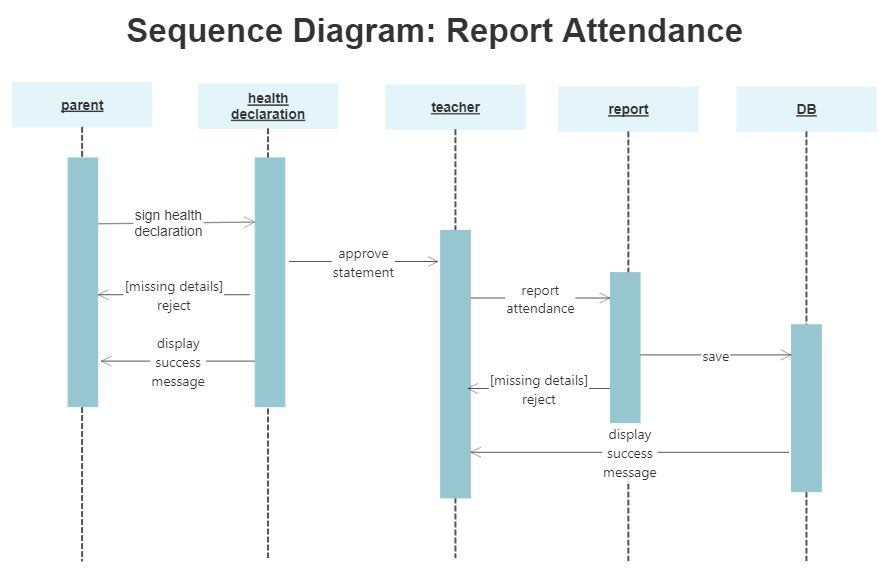 Sequence Diagram: Report Attendance
parent
health
declaration
teacher
report
DB
sign health
declaration
approve
statement
[missing details]
reject
report
attendance
display
success
message
save
[missing details]
reject
display
success
message